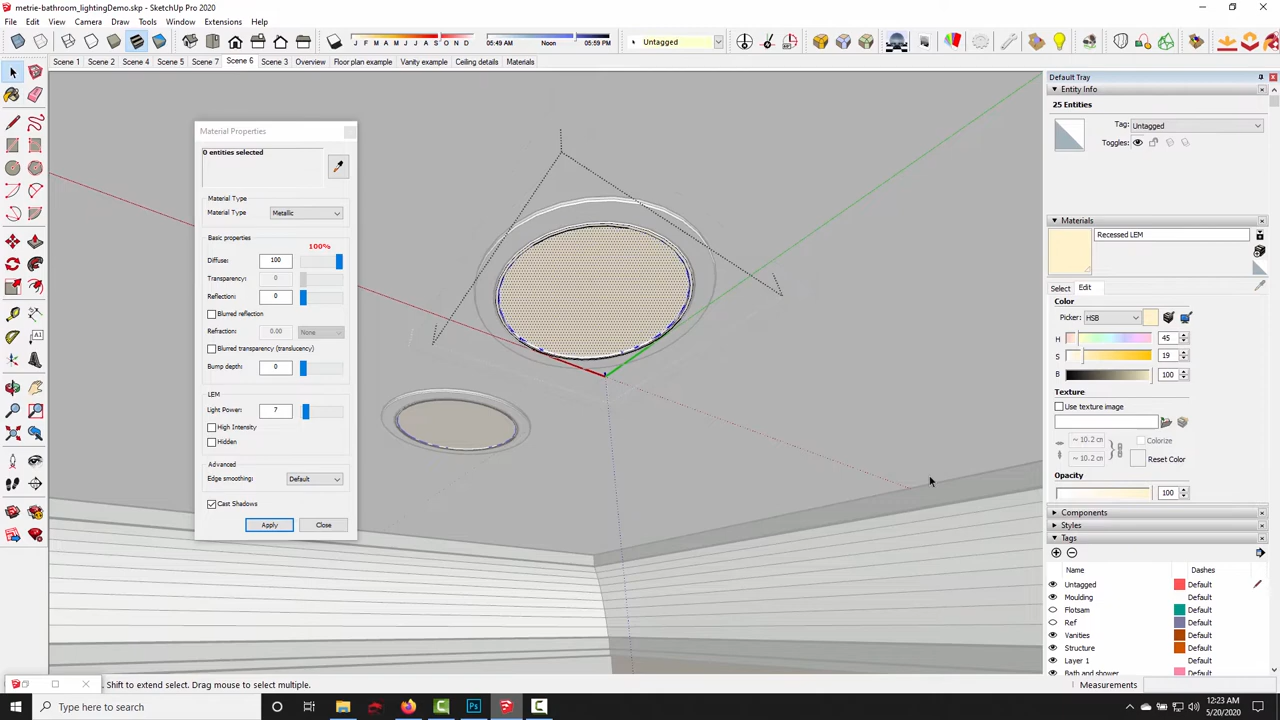 metrie-bathroom_lightingDemo.skp - SketchUp Pro 2020
File Edit View Camera Draw Tools Window Extensions Help
J F M A M J J A S O N D 05:49 AM Noon 05:59 PM Untagged
Scene 1 Scene 2 Scene 4 Scene 5 Scene 7 Scene 6 Scene 3 Overview Floor plan example Vanity example Ceiling details Materials
Material Properties
0 entities selected
Material Type
Material Type Metallic
Basic properties 100%
Diffuse: 100
Transparency: 0
Reflection: 0
Blurred reflection
Refraction: 0.00 None
Blurred transparency (translucency)
Bump depth: 0
LEM
Light Power: 7
High Intensity
Hidden
Advanced
Edge smoothing: Default
Cast Shadows
Apply Close
Default Tray
Entity Info
25 Entities
Tag: Untagged
Toggles:
Materials
Recessed LEM
Select Edit
Color
Picker: HSB
H 45
S 19
B 100
Texture
Use texture image
~ 10.2 cm Colorize
~ 10.2 cm Reset Color
Opacity
100
Components
Styles
Tags
Name Dashes
Untagged Default
Moulding Default
Flotsam Default
Ref Default
Vanities Default
Structure Default
Layer 1 Default
Bath and shower Default
Shift to extend select. Drag mouse to select multiple.
Measurements
Type here to search
Ps
12:23 AM
5/20/2020